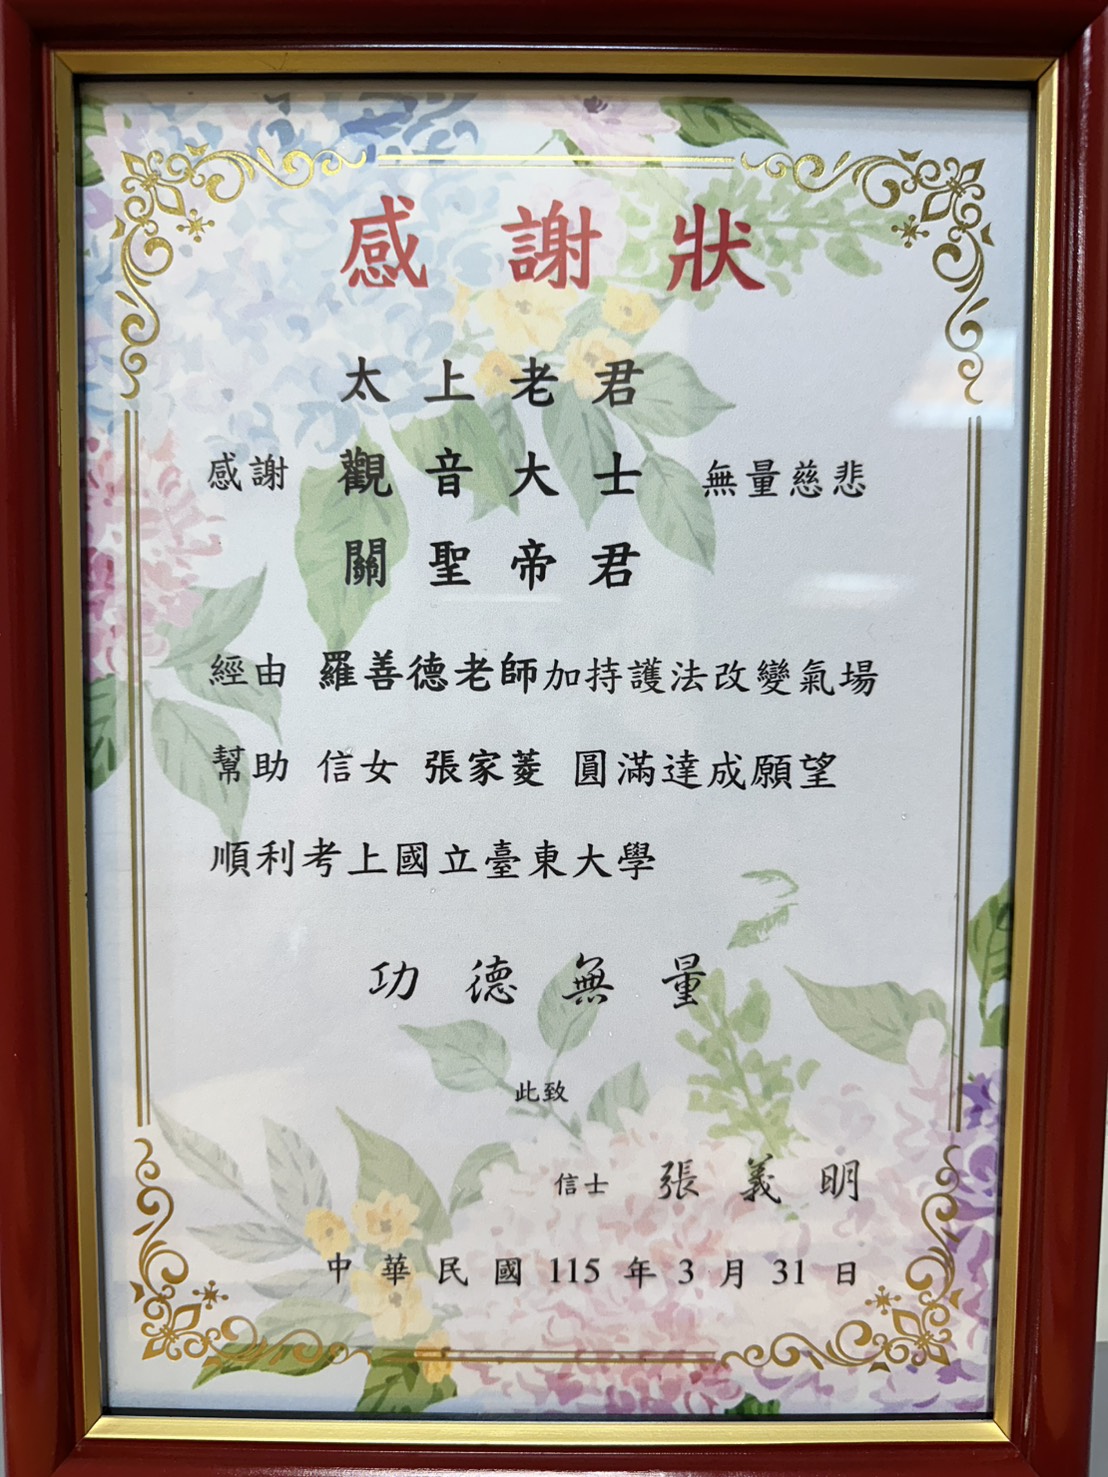 感謝狀
太上老君
感謝 觀音大士 無量慈悲
關聖帝君
經由 羅善德老師加持護法改變氣場
幫助 信女 張家菱 圓滿達成願望
順利考上國立臺東大學
功德無量
此致
信士 張義明
中華民國 115 年 3 月 31 日